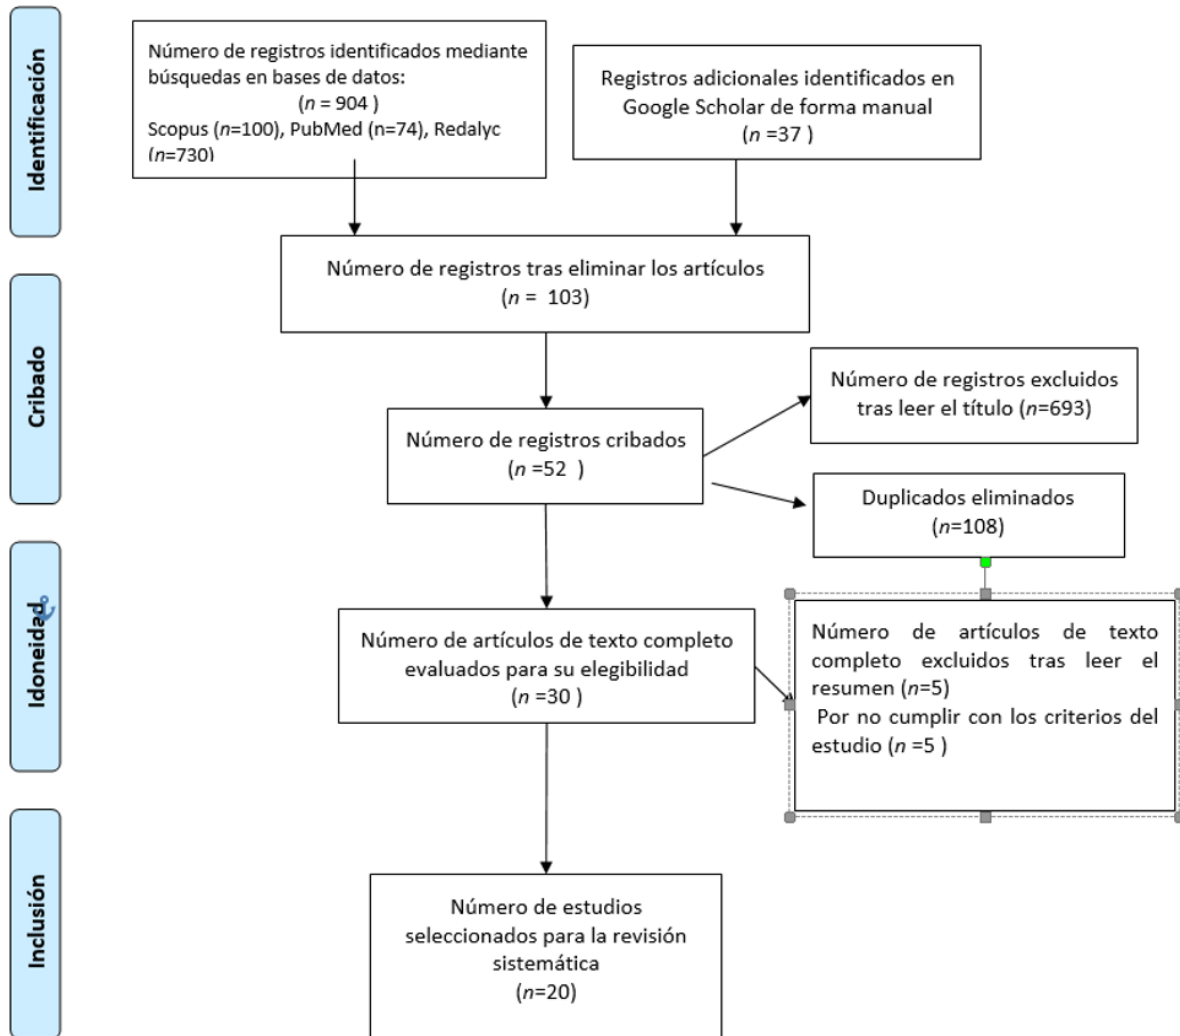 Identificación
Número de registros identificados mediante
búsquedas en bases de datos:
(n = 904 )
Scopus (n=100), PubMed (n=74), Redalyc
(n=730)
Registros adicionales identificados en
Google Scholar de forma manual
(n =37 )
Número de registros tras eliminar los artículos
(n = 103)
Cribado
Número de registros cribados
(n =52 )
Número de registros excluidos
tras leer el título (n=693)
Duplicados eliminados
(n=108)
Idoneidad
Número de artículos de texto completo
evaluados para su elegibilidad
(n =30 )
Número de artículos de texto
completo excluidos tras leer el
resumen (n=5)
Por no cumplir con los criterios del
estudio (n =5 )
Inclusión
Número de estudios
seleccionados para la revisión
sistemática
(n=20)